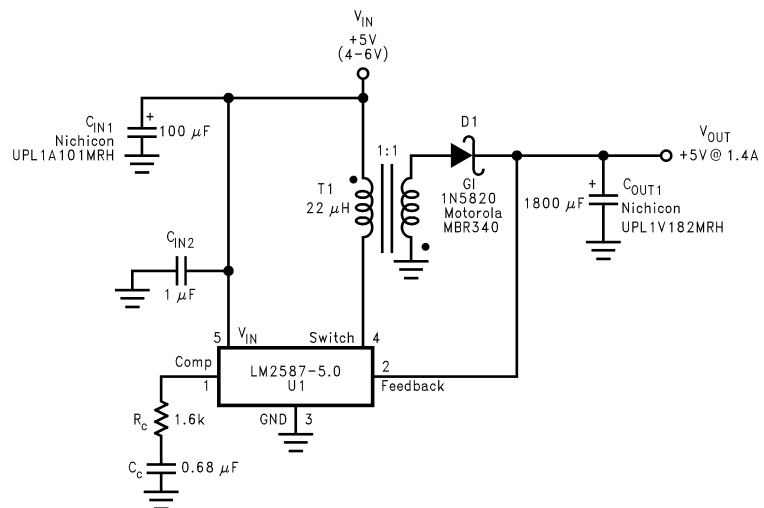 V_IN
+5V
(4-6V)
C_IN1
Nichicon
UPL1A101MRH
+
100 μF
D1
1:1
V_OUT
+5V @ 1.4A
T1
22 μH
GI
1N5820
Motorola
MBR340
+
1800 μF
C_OUT1
Nichicon
UPL1V182MRH
C_IN2
1 μF
5
V_IN
Switch
4
Comp
1
LM2587-5.0
U1
2
Feedback
GND
3
R_c
1.6k
C_c
0.68 μF